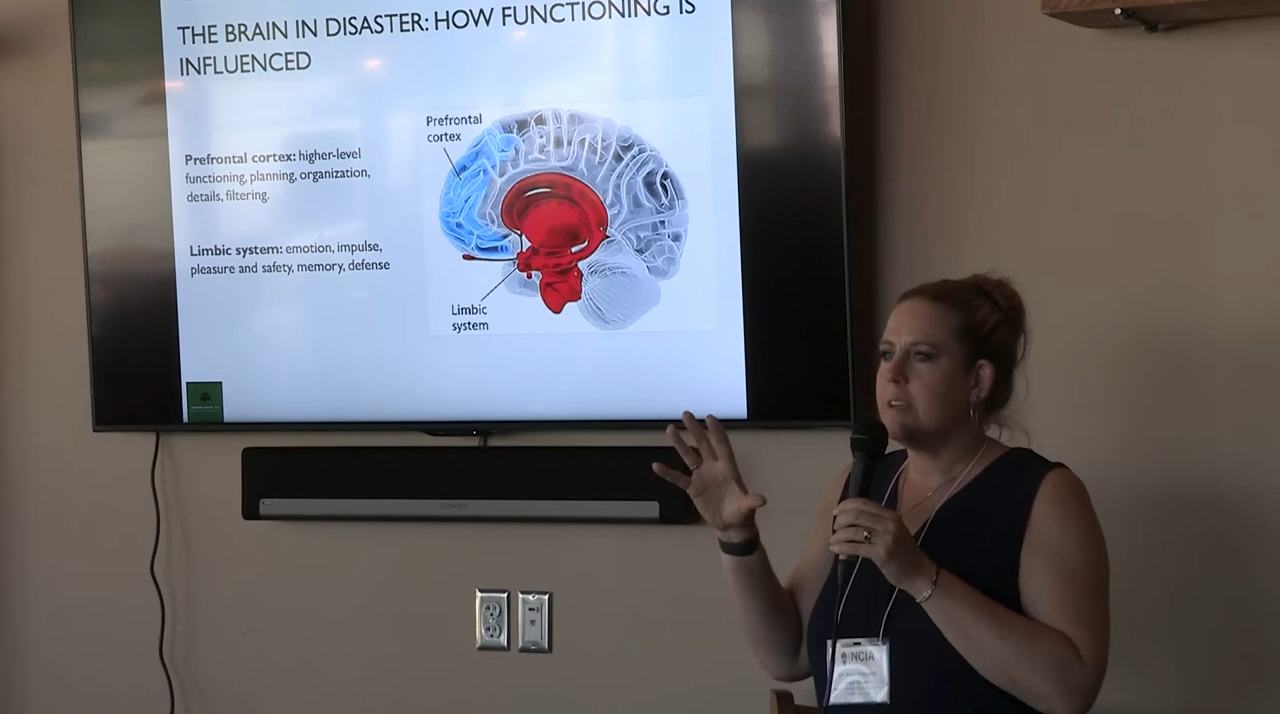 THE BRAIN IN DISASTER: HOW FUNCTIONING IS
INFLUENCED
Prefrontal cortex: higher-level
functioning, planning, organization,
details, filtering.
Limbic system: emotion, impulse,
pleasure and safety, memory, defense
Prefrontal
cortex
Limbic
system
SONOS
NCIA